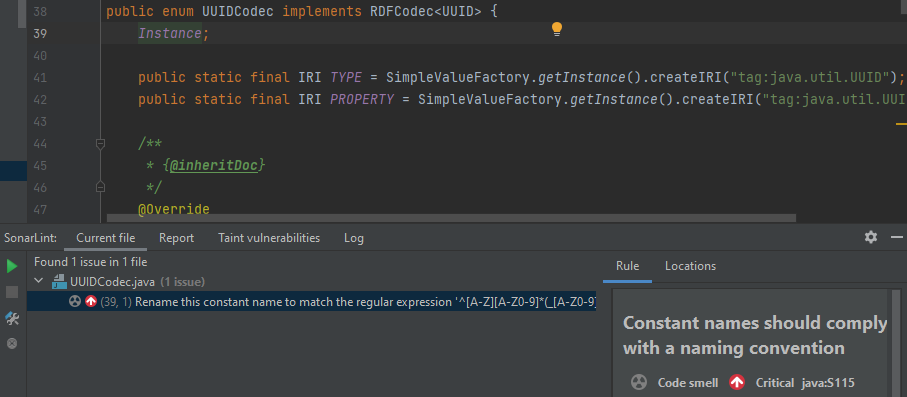 38 public enum UUIDCodec implements RDFCodec<UUID> {
39 Instance;
40
41 public static final IRI TYPE = SimpleValueFactory.getInstance().createIRI("tag:java.util.UUID");
42 public static final IRI PROPERTY = SimpleValueFactory.getInstance().createIRI("tag:java.util.UUI
43
44 /**
45 * {@inheritDoc}
46 */
47 @Override
SonarLint: Current file Report Taint vulnerabilities Log
Found 1 issue in 1 file
UUIDCodec.java (1 issue)
(39, 1) Rename this constant name to match the regular expression '^[A-Z][A-Z0-9]*(_[A-Z0-9]
Rule Locations
Constant names should comply
with a naming convention
Code smell Critical java:S115